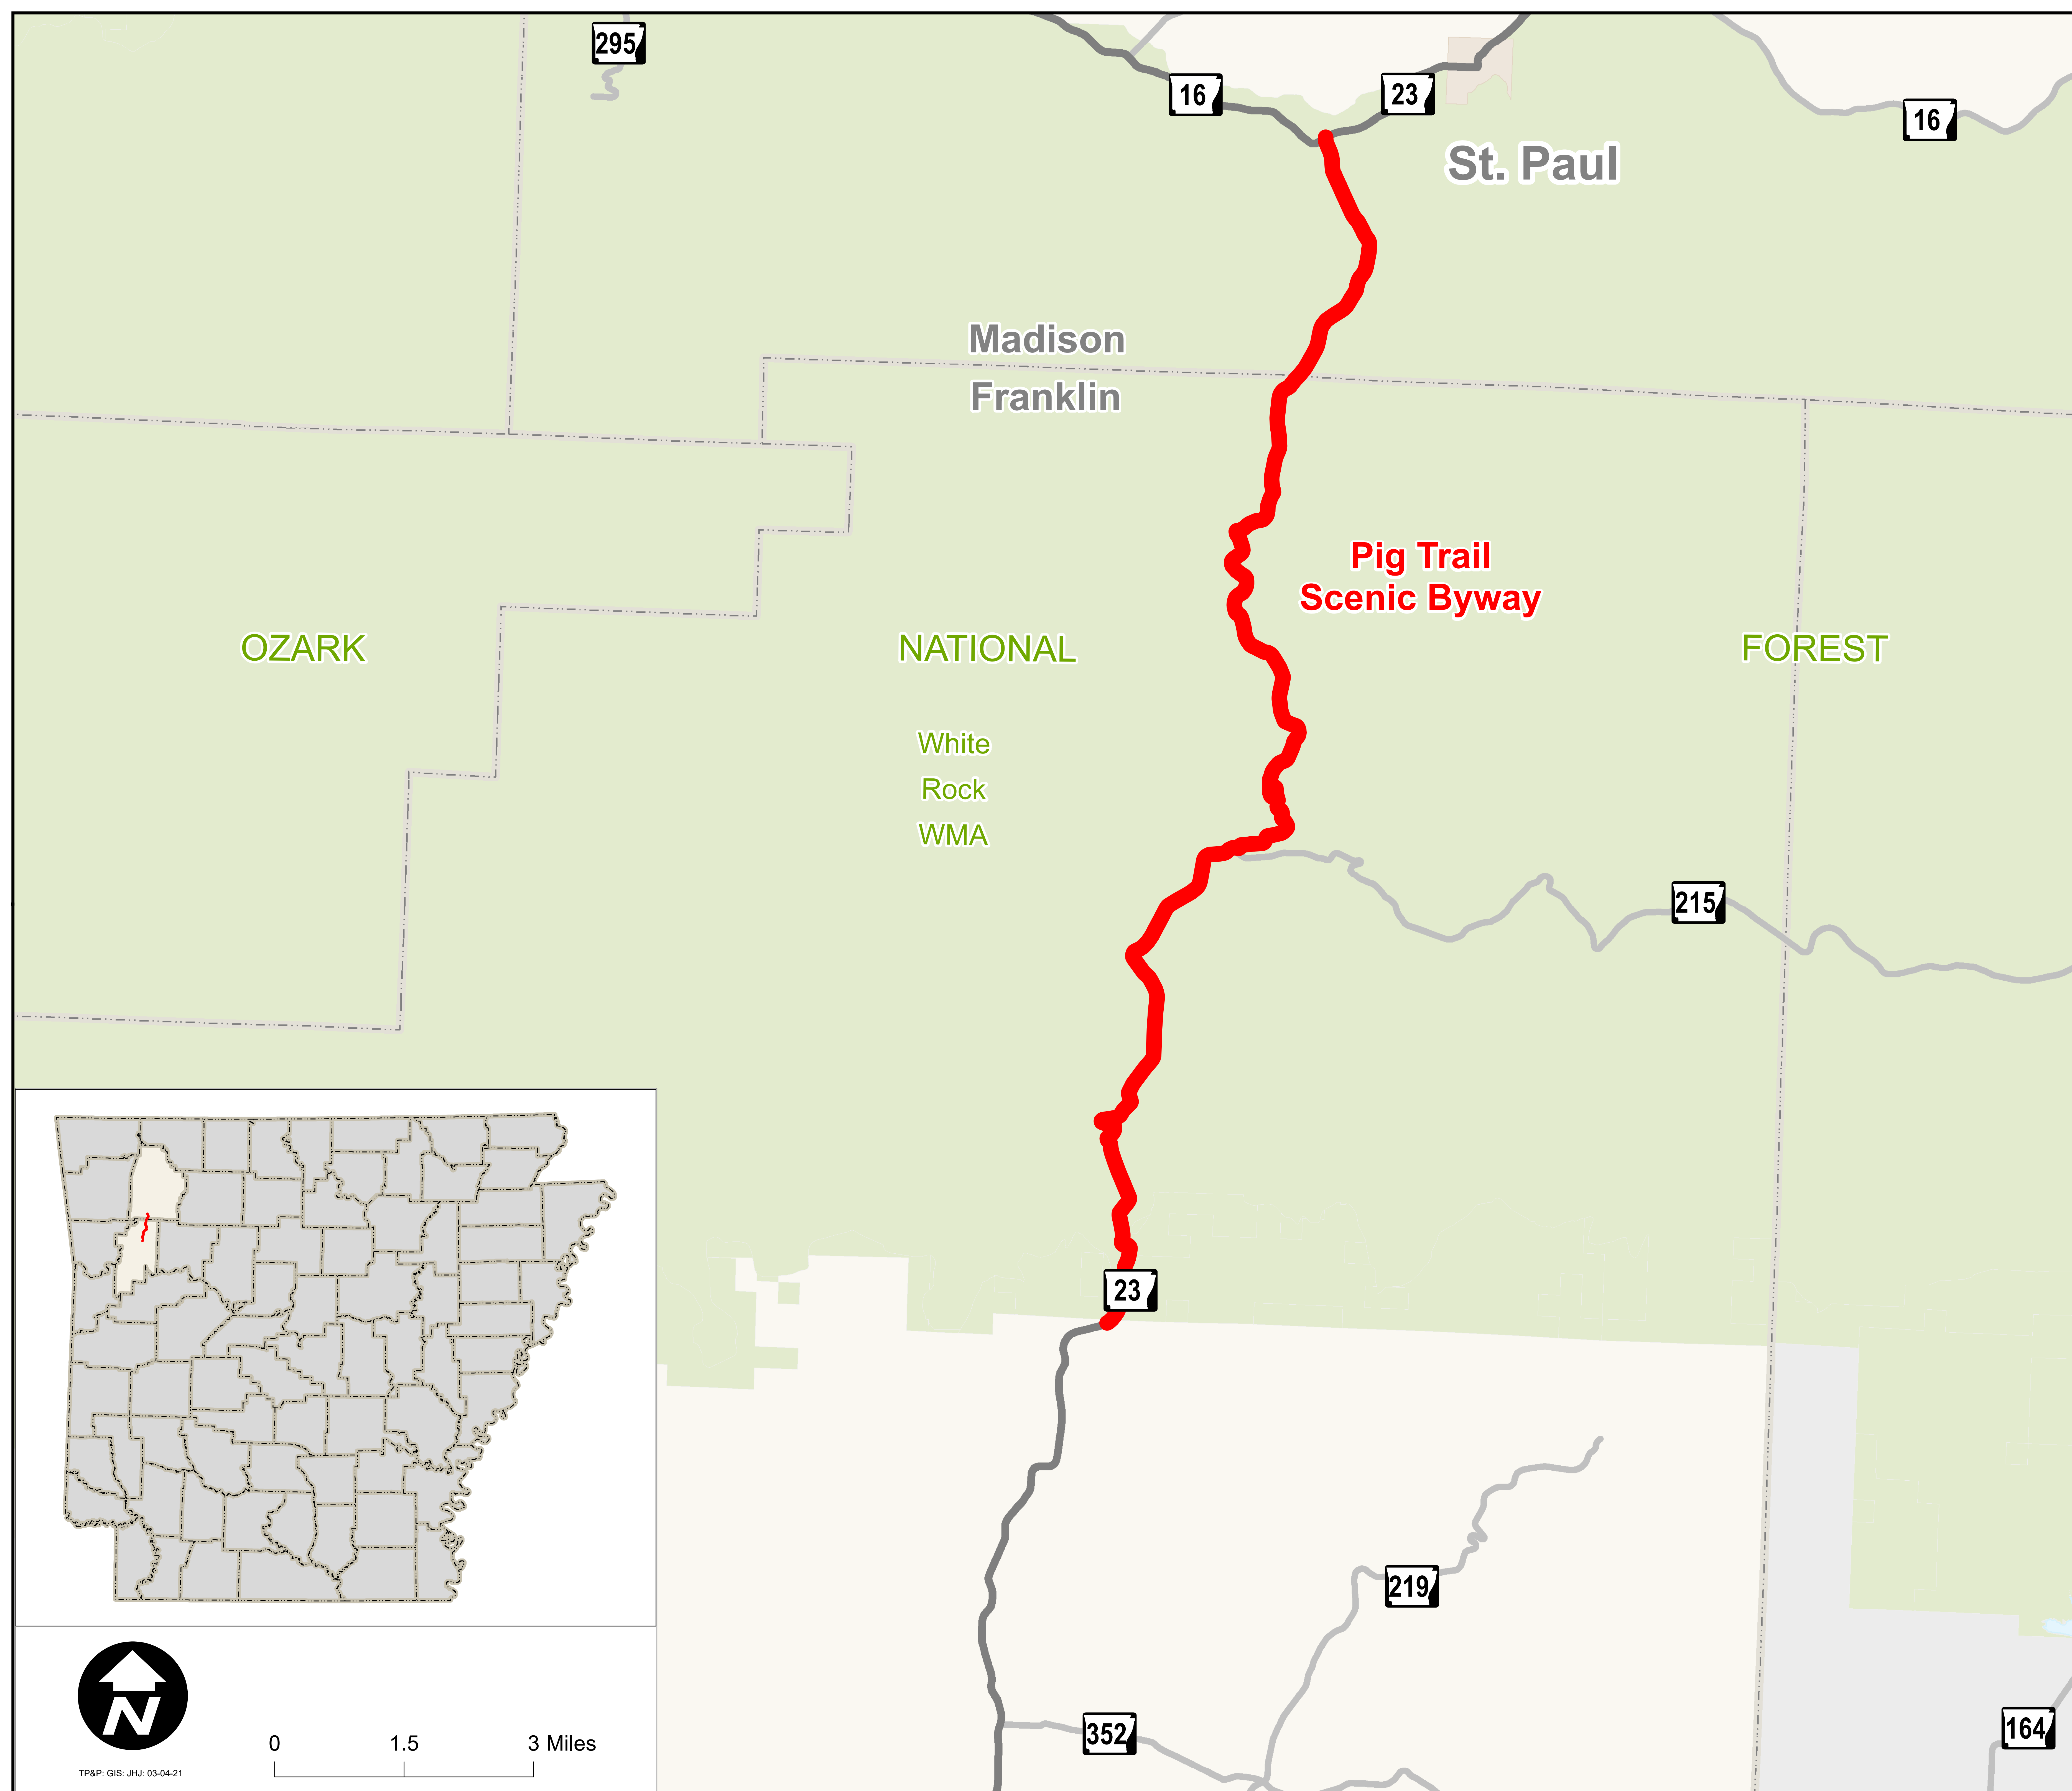 295
16
23
16
St. Paul
Madison
Franklin
Pig Trail
Scenic Byway
OZARK
NATIONAL
FOREST
White
Rock
WMA
215
23
219
352
164
N
0
1.5
3 Miles
TP&P: GIS: JHJ: 03-04-21